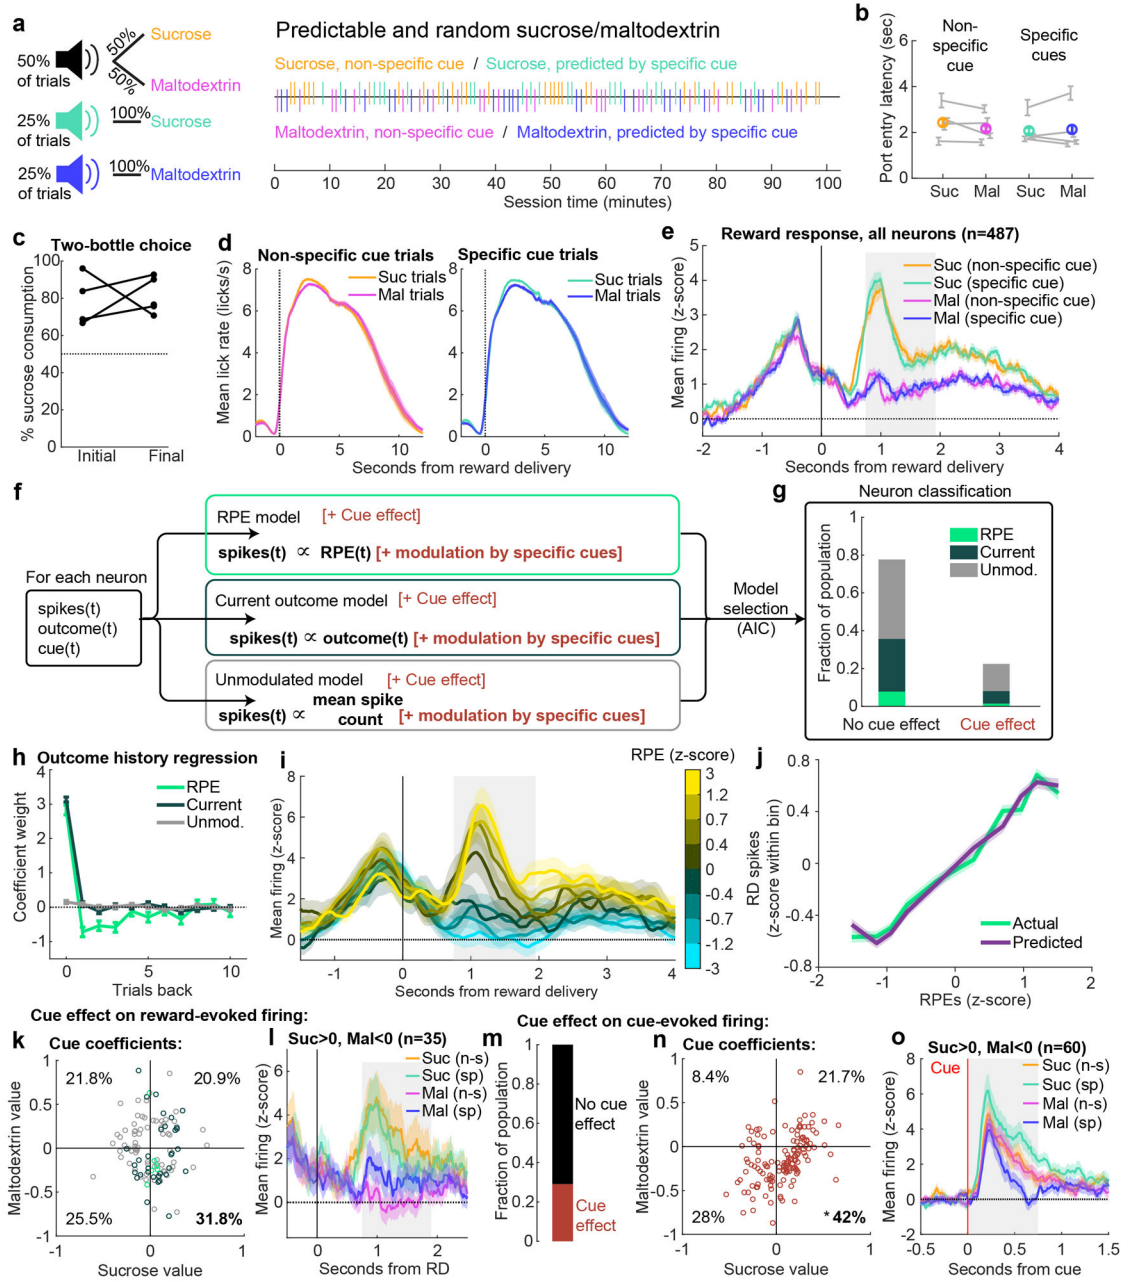 a
50%
of trials
50%
50%
Sucrose
Maltodextrin
25%
of trials
100%
Sucrose
25%
of trials
100%
Maltodextrin
Predictable and random sucrose/maltodextrin
Sucrose, non-specific cue / Sucrose, predicted by specific cue
Maltodextrin, non-specific cue / Maltodextrin, predicted by specific cue
0 10 20 30 40 50 60 70 80 90 100
Session time (minutes)
b
Port entry latency (sec)
6
4
2
0
Non-
specific
cue
Specific
cues
Suc Mal Suc Mal
c
Two-bottle choice
% sucrose consumption
100
80
60
40
20
0
Initial Final
d
Non-specific cue trials
Suc trials
Mal trials
Mean lick rate (licks/s)
8
6
4
2
0
0 5 10
Specific cue trials
Suc trials
Mal trials
8
6
4
2
0
0 5 10
Seconds from reward delivery
e
Reward response, all neurons (n=487)
Suc (non-specific cue)
Suc (specific cue)
Mal (non-specific cue)
Mal (specific cue)
Mean firing (z-score)
5
4
3
2
1
0
-2 -1 0 1 2 3 4
Seconds from reward delivery
f
For each neuron
spikes(t)
outcome(t)
cue(t)
RPE model [+ Cue effect]
spikes(t) ∝ RPE(t) [+ modulation by specific cues]
Current outcome model [+ Cue effect]
spikes(t) ∝ outcome(t) [+ modulation by specific cues]
Unmodulated model [+ Cue effect]
spikes(t) ∝ mean spike count [+ modulation by specific cues]
Model
selection
(AIC)
g
Neuron classification
Fraction of population
1
0.8
0.6
0.4
0.2
0
RPE
Current
Unmod.
No cue effect Cue effect
h
Outcome history regression
RPE
Current
Unmod.
Coefficient weight
4
3
2
1
0
-1
0 5 10
Trials back
i
Mean firing (z-score)
8
6
4
2
0
-1 0 1 2 3 4
Seconds from reward delivery
RPE (z-score)
3
1.2
0.7
0.4
0
-0.4
-0.7
-1.2
-3
j
RD spikes
(z-score within bin)
0.8
0.4
0
-0.4
-0.8
Actual
Predicted
-2 -1 0 1 2
RPEs (z-score)
Cue effect on reward-evoked firing:
k
Cue coefficients:
Maltodextrin value
1
0.5
0
-0.5
-1
21.8% 20.9%
25.5% 31.8%
-1 0 1
Sucrose value
l
Suc>0, Mal<0 (n=35)
Suc (n-s)
Suc (sp)
Mal (n-s)
Mal (sp)
Mean firing (z-score)
6
4
2
0
0 1 2
Seconds from RD
Cue effect on cue-evoked firing:
m
Fraction of population
1
0.8
0.6
0.4
0.2
0
No cue
effect
Cue
effect
n
Cue coefficients:
Maltodextrin value
1
0.5
0
-0.5
-1
8.4% 21.7%
28% *42%
-1 0 1
Sucrose value
o
Suc>0, Mal<0 (n=60)
Cue
Suc (n-s)
Suc (sp)
Mal (n-s)
Mal (sp)
Mean firing (z-score)
8
6
4
2
0
-2
-0.5 0 0.5 1 1.5
Seconds from cue